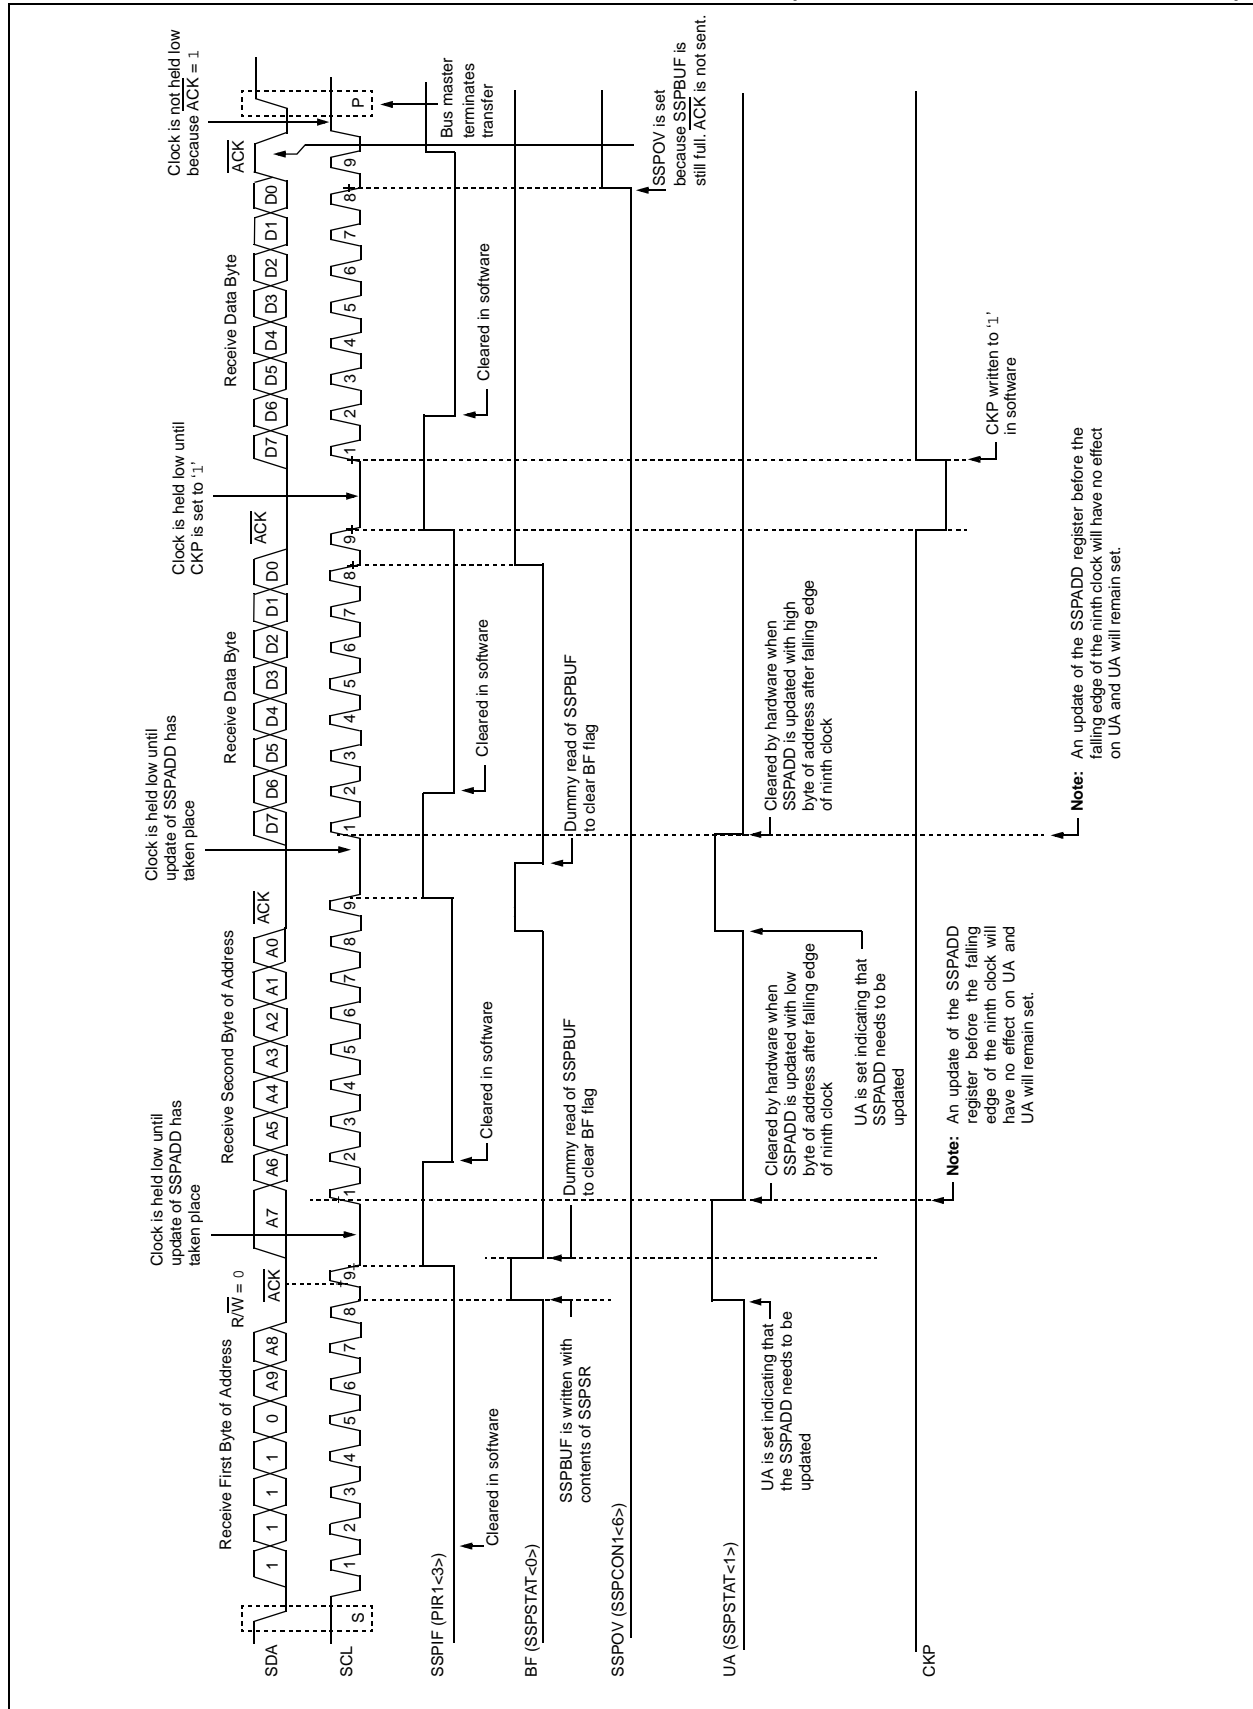 Clock is not held low
because ACK = 1
Clock is held low until
CKP is set to ‘1’
Clock is held low until
update of SSPADD has
taken place
Clock is held low until
update of SSPADD has
taken place
Receive First Byte of Address
R/W = 0
ACK
Receive Second Byte of Address
ACK
Receive Data Byte
ACK
Receive Data Byte
ACK
SDA
1 1 1 1 0 A9 A8
A7 A6 A5 A4 A3 A2 A1 A0
D7 D6 D5 D4 D3 D2 D1 D0
D7 D6 D5 D4 D3 D2 D1 D0
SCL
S
1 2 3 4 5 6 7 8 9
1 2 3 4 5 6 7 8 9
1 2 3 4 5 6 7 8 9
1 2 3 4 5 6 7 8 9
P
Bus master
terminates
transfer
SSPIF (PIR1<3>)
Cleared in software
Cleared in software
Cleared in software
Cleared in software
BF (SSPSTAT<0>)
SSPBUF is written with
contents of SSPSR
Dummy read of SSPBUF
to clear BF flag
Dummy read of SSPBUF
to clear BF flag
SSPOV (SSPCON1<6>)
SSPOV is set
because SSPBUF is
still full. ACK is not sent.
UA (SSPSTAT<1>)
UA is set indicating that
the SSPADD needs to be
updated
Cleared by hardware when
SSPADD is updated with low
byte of address after falling edge
of ninth clock
UA is set indicating that
SSPADD needs to be
updated
Cleared by hardware when
SSPADD is updated with high
byte of address after falling edge
of ninth clock
CKP
CKP written to ‘1’
in software
Note: An update of the SSPADD
register before the falling
edge of the ninth clock will
have no effect on UA and
UA will remain set.
Note: An update of the SSPADD register before the
falling edge of the ninth clock will have no effect
on UA and UA will remain set.